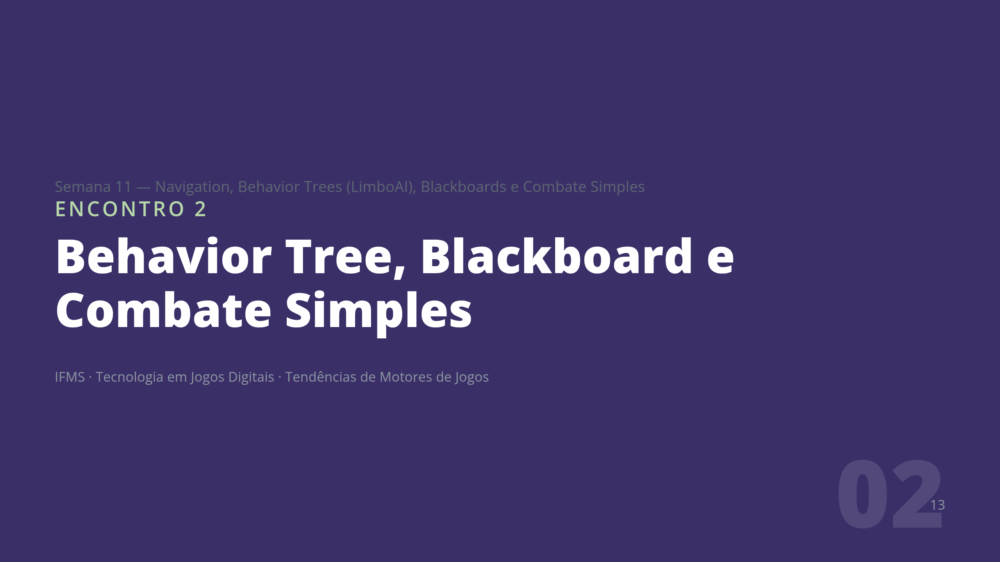 Semana 11 — Navigation, Behavior Trees (LimboAI), Blackboards e Combate Simples
ENCONTRO 2
Behavior Tree, Blackboard e
Combate Simples
IFMS · Tecnologia em Jogos Digitais · Tendências de Motores de Jogos
02
13